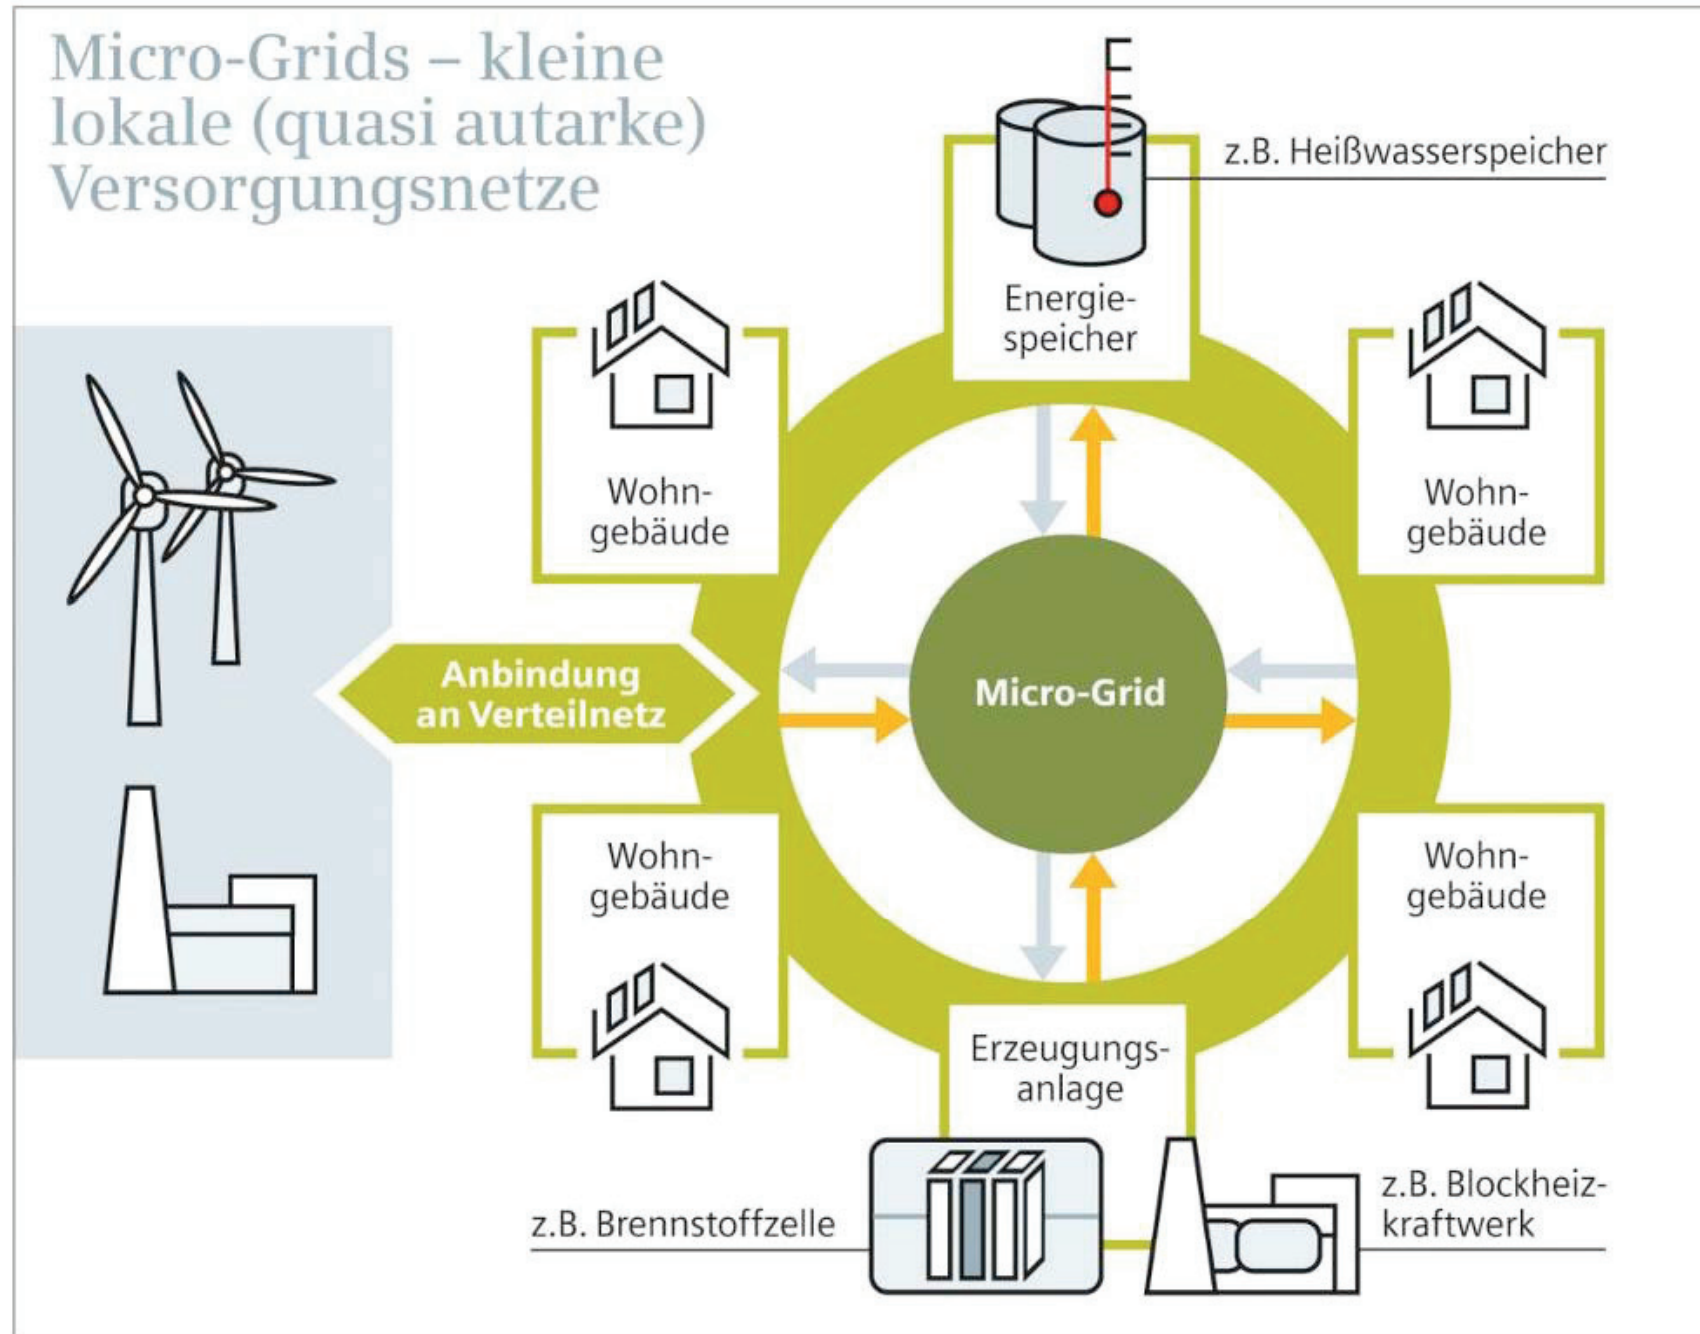 Micro-Grids – kleine
lokale (quasi autarke)
Versorgungsnetze
z.B. Heißwasserspeicher
Energie-
speicher
Wohn-
gebäude
Wohn-
gebäude
Anbindung
an Verteilnetz
Micro-Grid
Wohn-
gebäude
Wohn-
gebäude
Erzeugungs-
anlage
z.B. Brennstoffzelle
z.B. Blockheiz-
kraftwerk